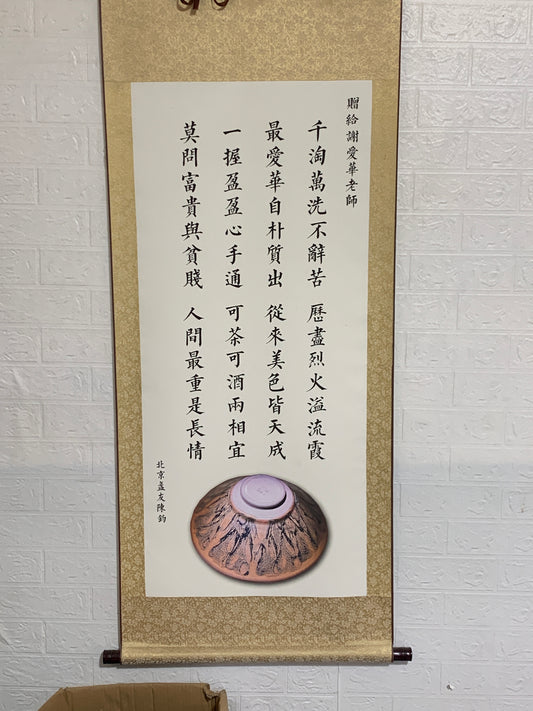 贈給謝愛華老師
千淘萬洗不辭苦 歷盡烈火溢流霞
最愛華自朴質出 從來美色皆天成
一握盈盈心手通 可茶可酒兩相宜
莫問富貴與貧賤 人間最重是長情
北京盞友陳鈞